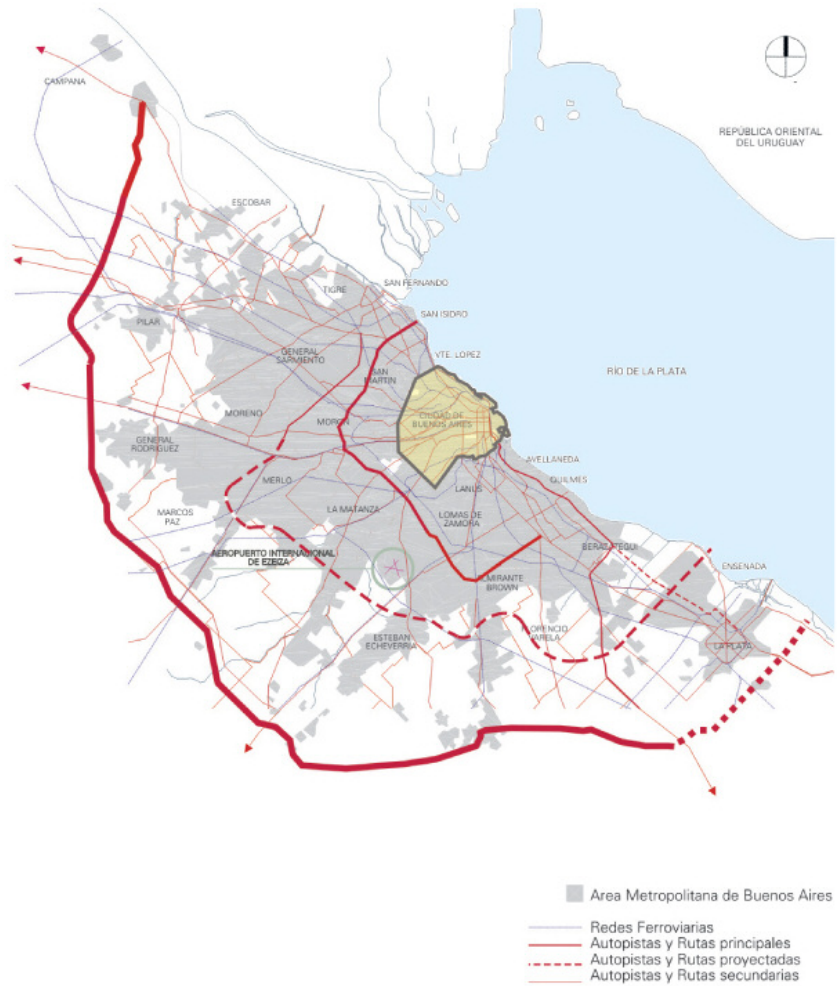 CAMPANA
REPÚBLICA ORIENTAL
DEL URUGUAY
ESCOBAR
SAN FERNANDO
TIGRE
SAN ISIDRO
PILAR
VTE. LOPEZ
GENERAL
SARMIENTO
SAN
MARTIN
RÍO DE LA PLATA
MORENO
MORÓN
CIUDAD DE
BUENOS AIRES
GENERAL
RODRIGUEZ
AVELLANEDA
MERLO
LANUS
QUILMES
MARCOS
PAZ
LA MATANZA
LOMAS DE
ZAMORA
BERAZATEGUI
AEROPUERTO INTERNACIONAL
DE EZEIZA
ENSENADA
ALMIRANTE
BROWN
ESTEBAN
ECHEVERRIA
FLORENCIO
VARELA
LA PLATA
Area Metropolitana de Buenos Aires
Redes Ferroviarias
Autopistas y Rutas principales
Autopistas y Rutas proyectadas
Autopistas y Rutas secundarias